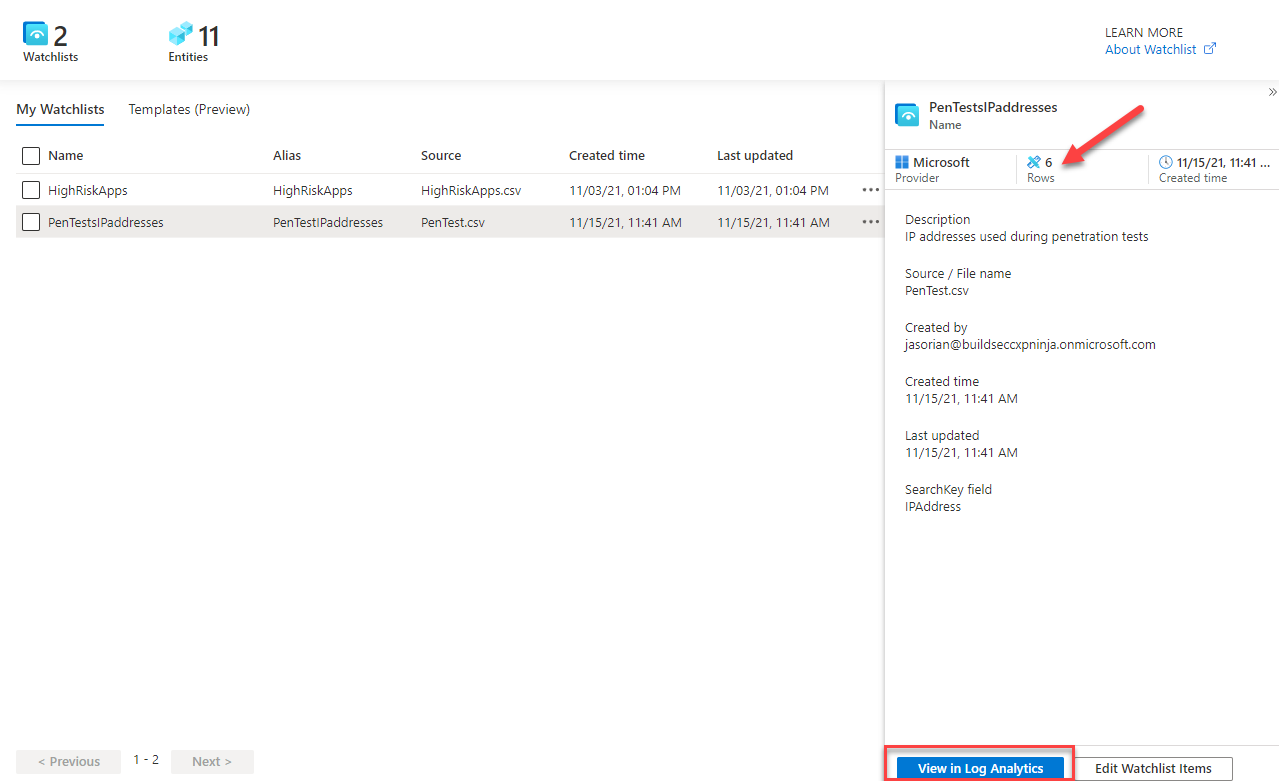 2
Watchlists
11
Entities
LEARN MORE
About Watchlist
My Watchlists
Templates (Preview)
Name Alias Source Created time Last updated
HighRiskApps HighRiskApps HighRiskApps.csv 11/03/21, 01:04 PM 11/03/21, 01:04 PM ...
PenTestsIPaddresses PenTestIPaddresses PenTest.csv 11/15/21, 11:41 AM 11/15/21, 11:41 AM ...
< Previous 1 - 2 Next >
»
PenTestsIPaddresses
Name
Microsoft
Provider
6
Rows
11/15/21, 11:41 ...
Created time
Description
IP addresses used during penetration tests
Source / File name
PenTest.csv
Created by
jasorian@buildseccxpninja.onmicrosoft.com
Created time
11/15/21, 11:41 AM
Last updated
11/15/21, 11:41 AM
SearchKey field
IPAddress
View in Log Analytics Edit Watchlist Items